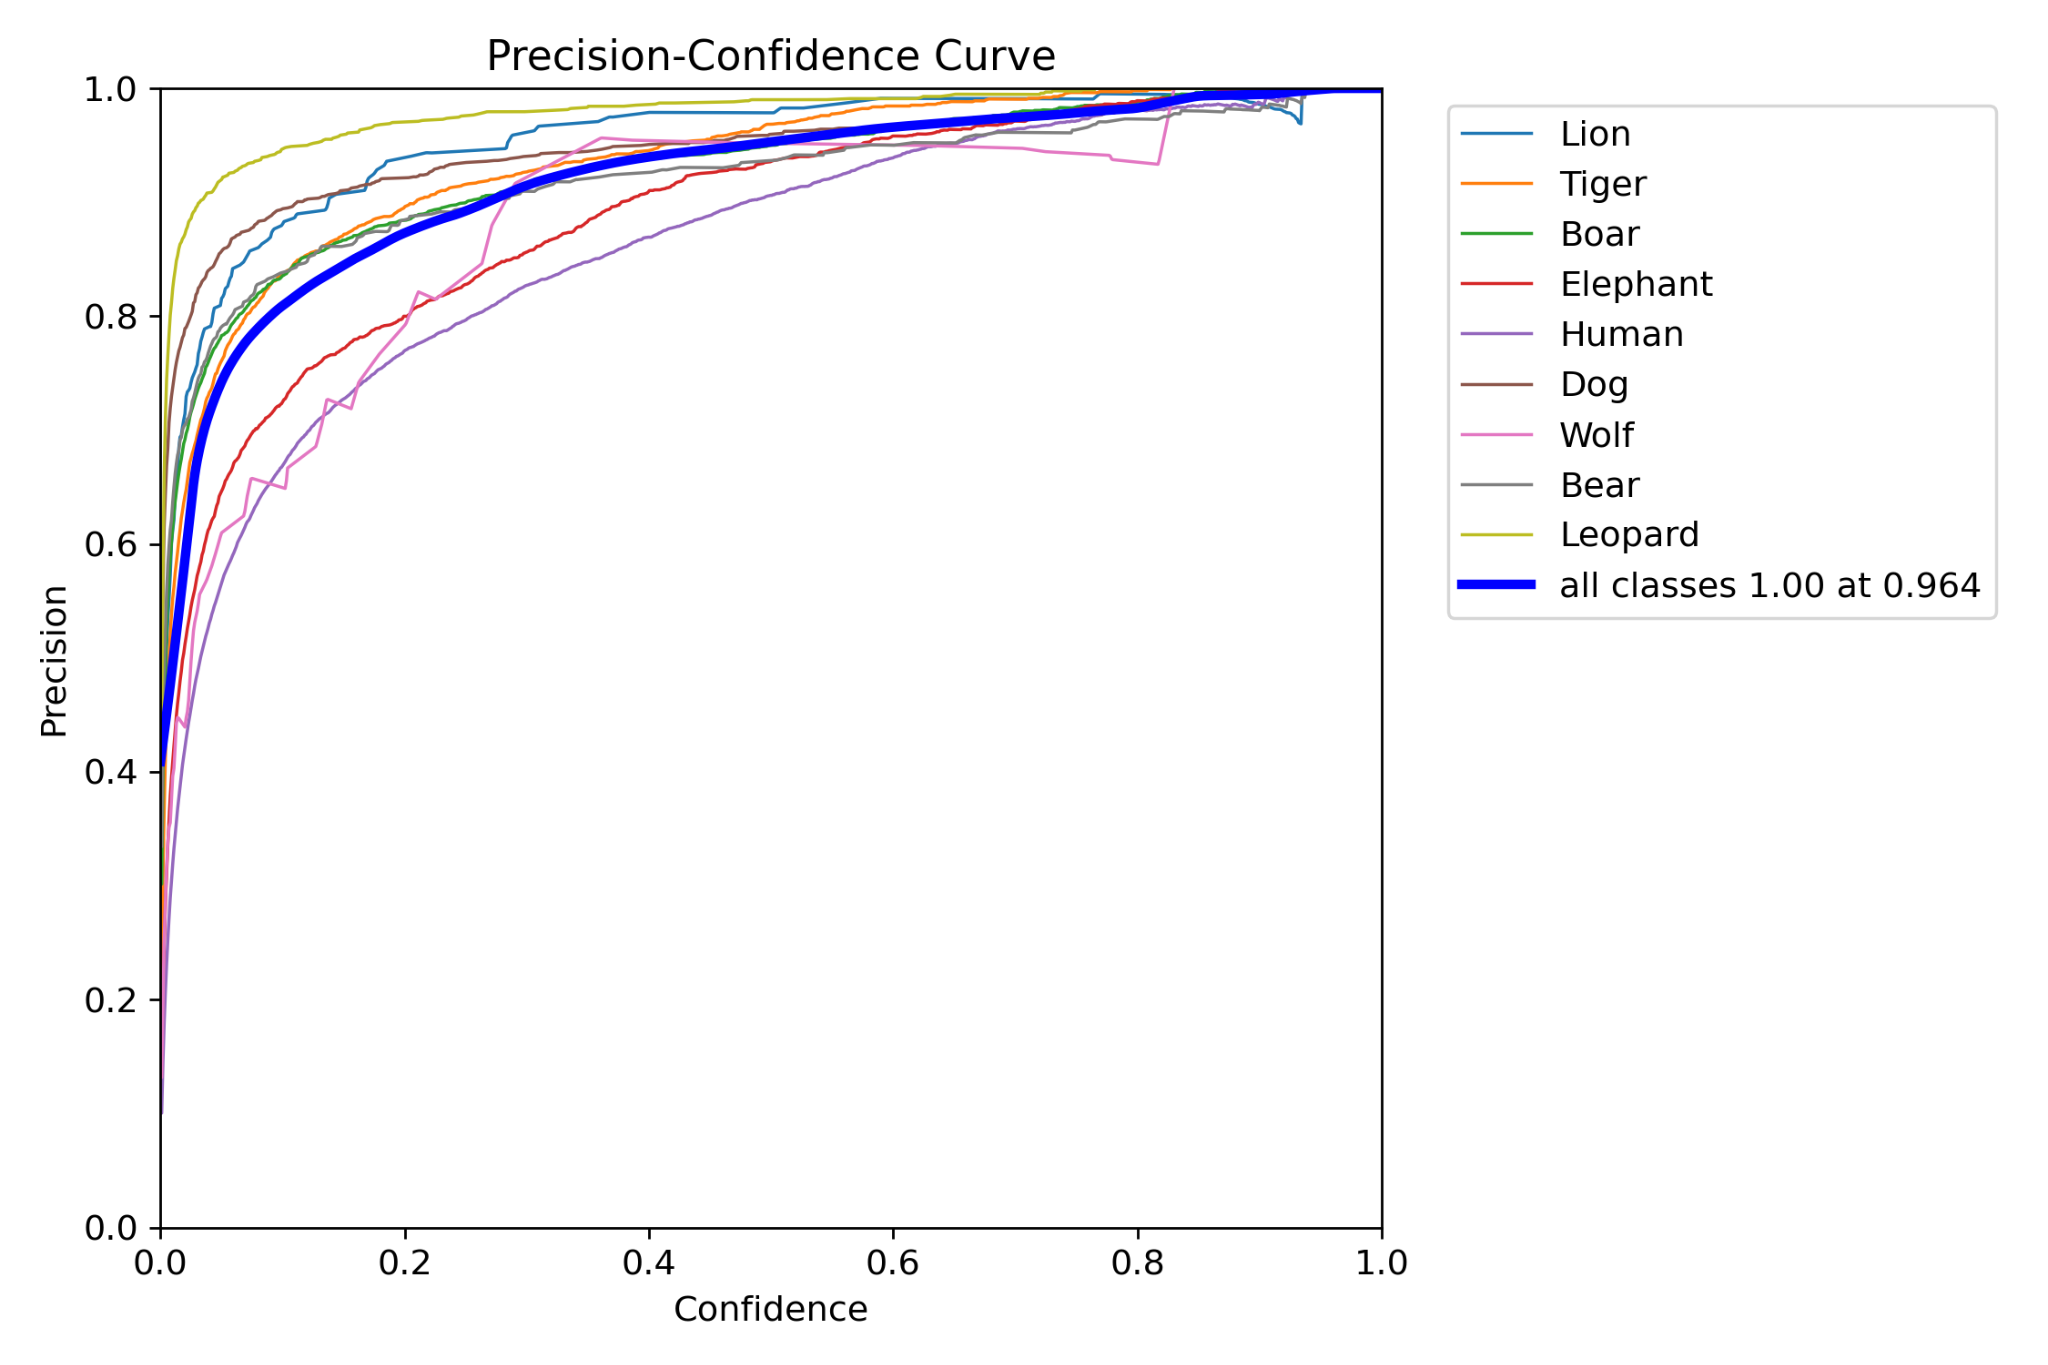 Precision-Confidence Curve
1.0
0.8
0.6
0.4
0.2
0.0
Precision
0.0 0.2 0.4 0.6 0.8 1.0
Confidence
Lion
Tiger
Boar
Elephant
Human
Dog
Wolf
Bear
Leopard
all classes 1.00 at 0.964